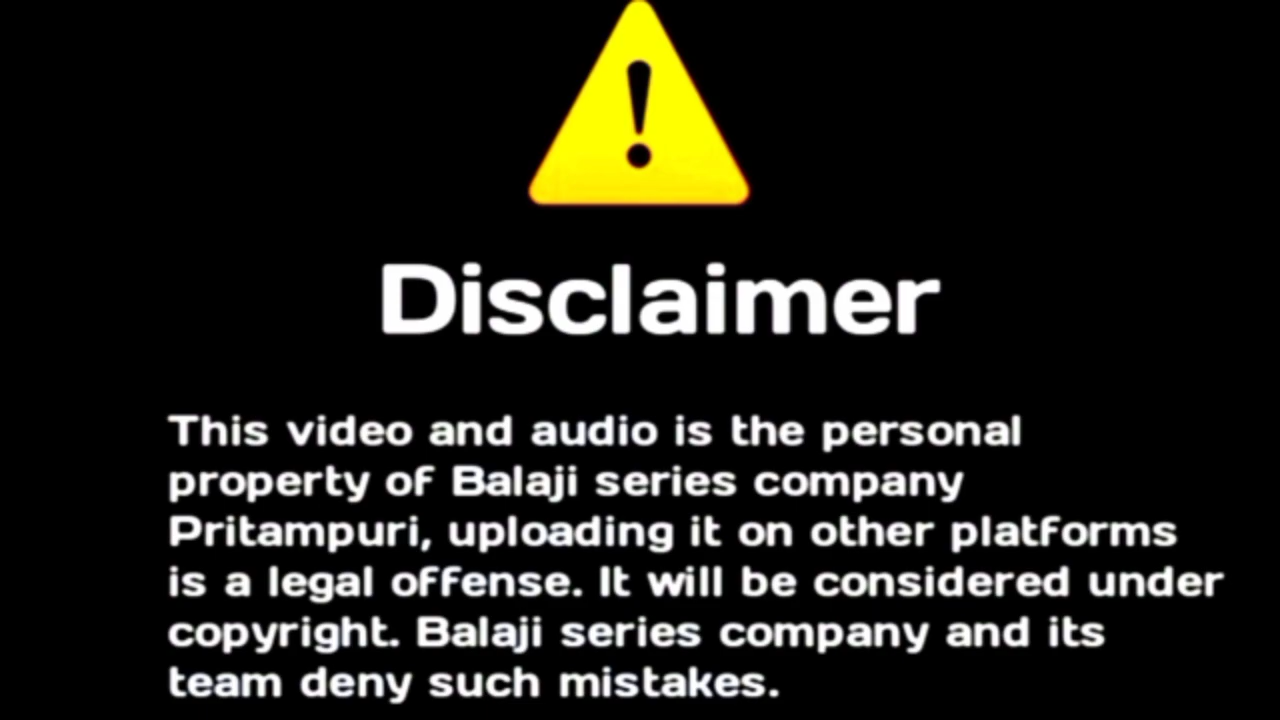 Disclaimer
This video and audio is the personal
property of Balaji series company
Pritampuri, uploading it on other platforms
is a legal offense. It will be considered under
copyright. Balaji series company and its
team deny such mistakes.